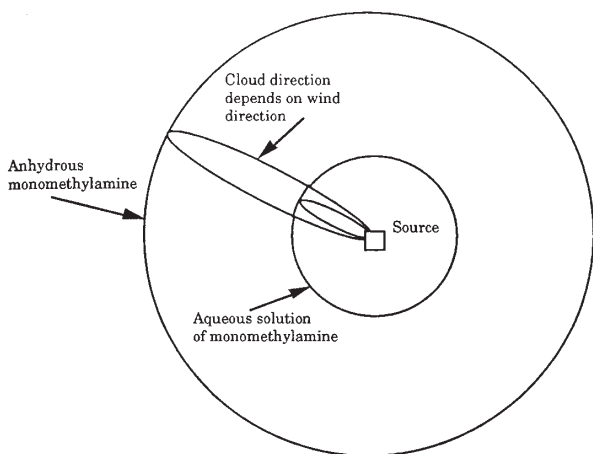 Cloud direction
depends on wind
direction
Anhydrous
monomethylamine
Source
Aqueous solution
of monomethylamine